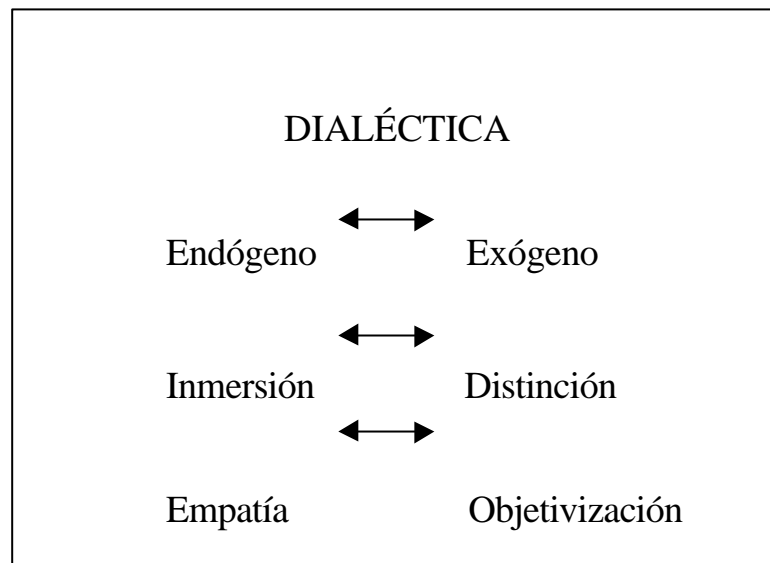 DIALÉCTICA
Endógeno Exógeno
Inmersión Distinción
Empatía Objetivización